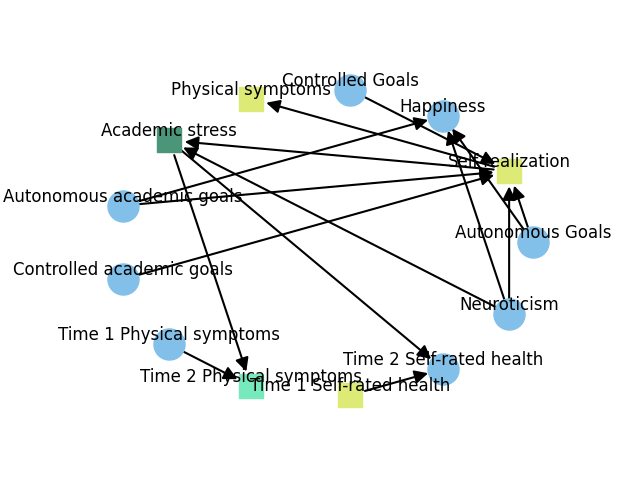 Controlled Goals
Physical symptoms
Happiness
Academic stress
Self-realization
Autonomous academic goals
Autonomous Goals
Controlled academic goals
Neuroticism
Time 1 Physical symptoms
Time 2 Self-rated health
Time 2 Physical symptoms
Time 1 Self-rated health